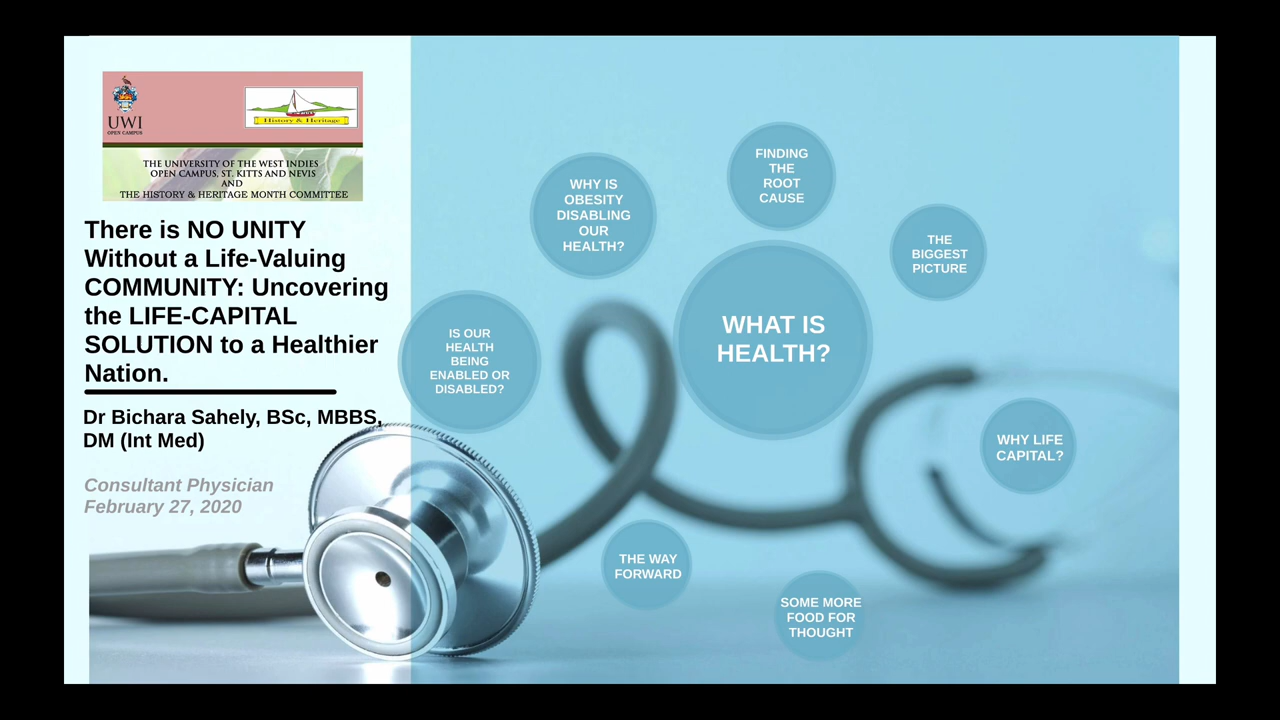 UWI
OPEN CAMPUS
History & Heritage
THE UNIVERSITY OF THE WEST INDIES
OPEN CAMPUS, ST. KITTS AND NEVIS
AND
THE HISTORY & HERITAGE MONTH COMMITTEE
There is NO UNITY
Without a Life-Valuing
COMMUNITY: Uncovering
the LIFE-CAPITAL
SOLUTION to a Healthier
Nation.
Dr Bichara Sahely, BSc, MBBS,
DM (Int Med)
Consultant Physician
February 27, 2020
WHAT IS
HEALTH?
IS OUR
HEALTH
BEING
ENABLED OR
DISABLED?
WHY IS
OBESITY
DISABLING
OUR
HEALTH?
FINDING
THE
ROOT
CAUSE
THE
BIGGEST
PICTURE
WHY LIFE
CAPITAL?
SOME MORE
FOOD FOR
THOUGHT
THE WAY
FORWARD